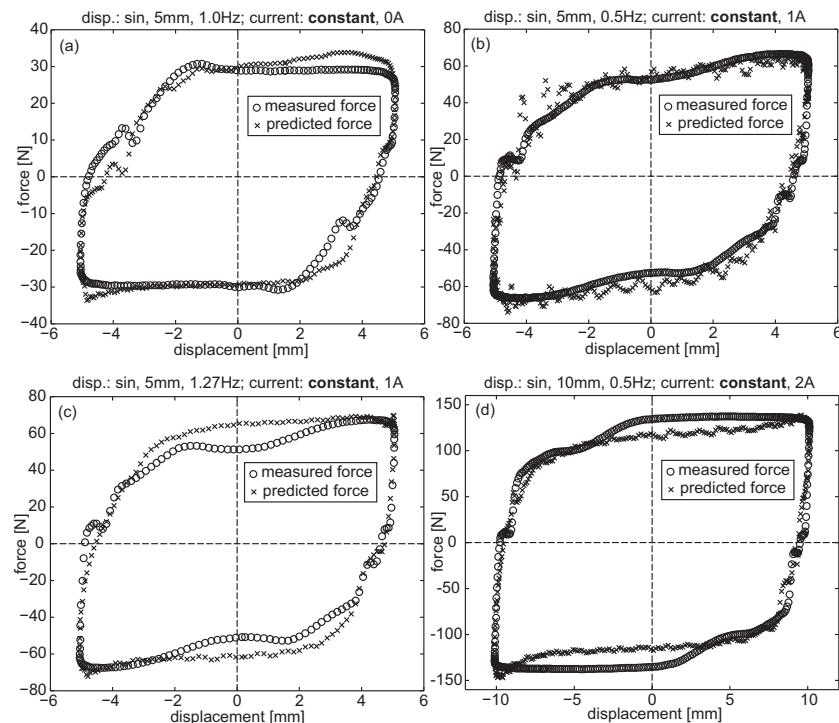 disp.: sin, 5mm, 1.0Hz; current: constant, 0A
(a)
40
30
20
10
0
-10
-20
-30
-40
force [N]
measured force
predicted force
−6
−4
−2
0
2
4
6
displacement [mm]
disp.: sin, 5mm, 0.5Hz; current: constant, 1A
(b)
80
60
40
20
0
-20
-40
-60
-80
force [N]
measured force
predicted force
−6
−4
−2
0
2
4
6
displacement [mm]
disp.: sin, 5mm, 1.27Hz; current: constant, 1A
(c)
80
60
40
20
0
-20
-40
-60
-80
force [N]
measured force
predicted force
−6
−4
−2
0
2
4
6
displacement [mm]
disp.: sin, 10mm, 0.5Hz; current: constant, 2A
(d)
150
100
50
0
-50
-100
-150
force [N]
measured force
predicted force
−10
−5
0
5
10
displacement [mm]